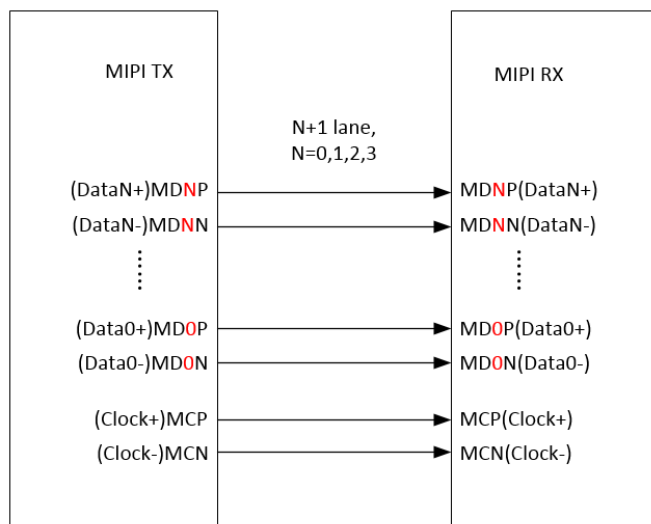 MIPI TX
MIPI RX
N+1 lane,
N=0,1,2,3
(DataN+)MDNP
MDNP(DataN+)
(DataN-)MDNN
MDNN(DataN-)
(Data0+)MD0P
MD0P(Data0+)
(Data0-)MD0N
MD0N(Data0-)
(Clock+)MCP
MCP(Clock+)
(Clock-)MCN
MCN(Clock-)